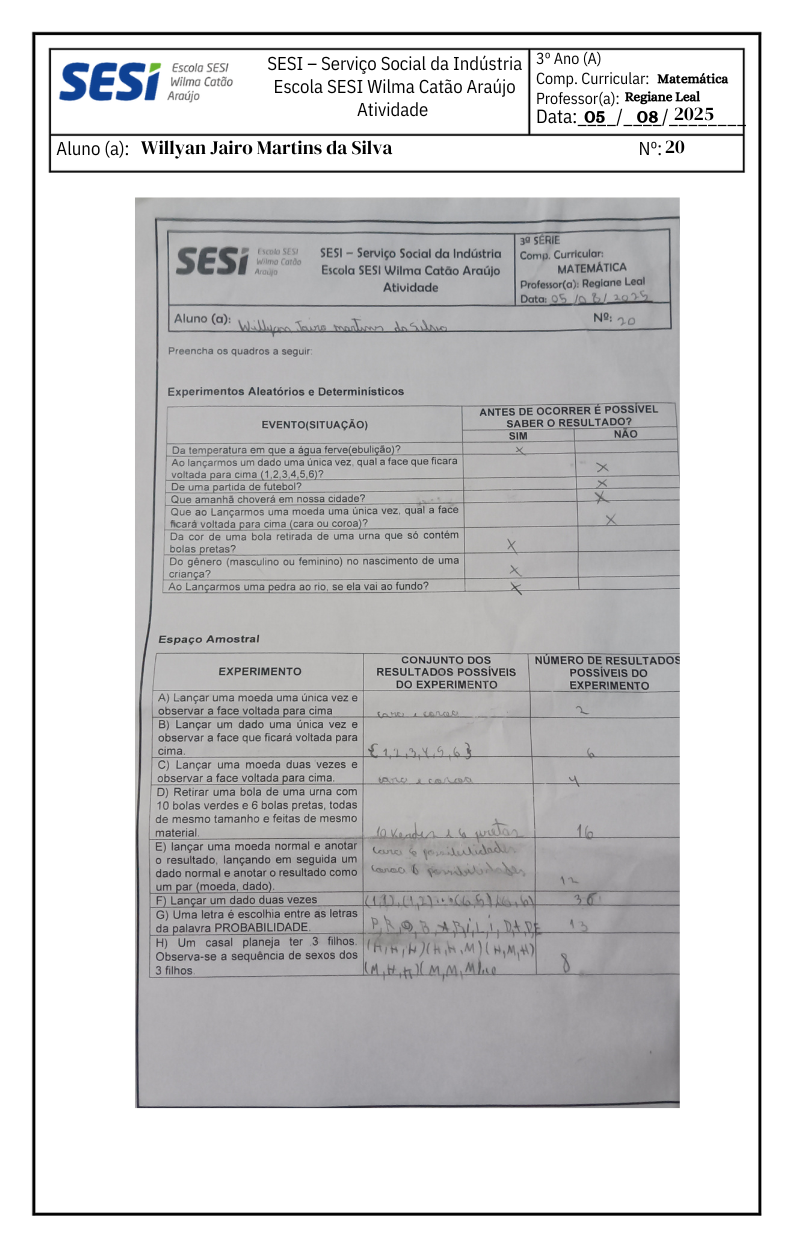 SESI
Escola SESI
Wilma Catão
Araújo
SESI – Serviço Social da Indústria
Escola SESI Wilma Catão Araújo
Atividade
3º Ano (A)
Comp. Curricular: Matemática
Professor(a): Regiane Leal
Data: 05 / 08 / 2025
Aluno (a): Willyan Jairo Martins da Silva Nº: 20
SESI
Escola SESI
Wilma Catão
Araújo
SESI – Serviço Social da Indústria
Escola SESI Wilma Catão Araújo
Atividade
3ª SÉRIE
Comp. Curricular:
MATEMÁTICA
Professor(a): Regiane Leal
Data: 05 / 08 / 2025
Aluno (a): Willyan Jairo martins da Silva Nº: 20
Preencha os quadros a seguir:
Experimentos Aleatórios e Determinísticos
EVENTO(SITUAÇÃO)
ANTES DE OCORRER É POSSÍVEL
SABER O RESULTADO?
SIM NÃO
Da temperatura em que a água ferve(ebulição)? X
Ao lançarmos um dado uma única vez, qual a face que ficara
voltada para cima (1,2,3,4,5,6)? X
De uma partida de futebol? X
Que amanhã choverá em nossa cidade? X
Que ao Lançarmos uma moeda uma única vez, qual a face
ficará voltada para cima (cara ou coroa)? X
Da cor de uma bola retirada de uma urna que só contém
bolas pretas? X
Do gênero (masculino ou feminino) no nascimento de uma
criança? X
Ao Lançarmos uma pedra ao rio, se ela vai ao fundo? X
Espaço Amostral
EXPERIMENTO
CONJUNTO DOS
RESULTADOS POSSÍVEIS
DO EXPERIMENTO
NÚMERO DE RESULTADOS
POSSÍVEIS DO
EXPERIMENTO
A) Lançar uma moeda uma única vez e
observar a face voltada para cima
cara e coroa 2
B) Lançar um dado uma única vez e
observar a face que ficará voltada para
cima.
{1,2,3,4,5,6} 6
C) Lançar uma moeda duas vezes e
observar a face voltada para cima.
cara e coroa 4
D) Retirar uma bola de uma urna com
10 bolas verdes e 6 bolas pretas, todas
de mesmo tamanho e feitas de mesmo
material.
10 Verdes e 6 pretas 16
E) lançar uma moeda normal e anotar
o resultado, lançando em seguida um
dado normal e anotar o resultado como
um par (moeda, dado).
cara 6 possibilidades
coroa 6 possibilidades
12
F) Lançar um dado duas vezes
(1,1),(1,2)...(6,5)(6,6) 36
G) Uma letra é escolhia entre as letras
da palavra PROBABILIDADE.
P, R, O, B, A, B, i, L, i, D, A, D, E 13
H) Um casal planeja ter 3 filhos.
Observa-se a sequência de sexos dos
3 filhos
(H,H,H)(H,H,M)(H,M,H)
(M,H,H)(M,M,M) 8